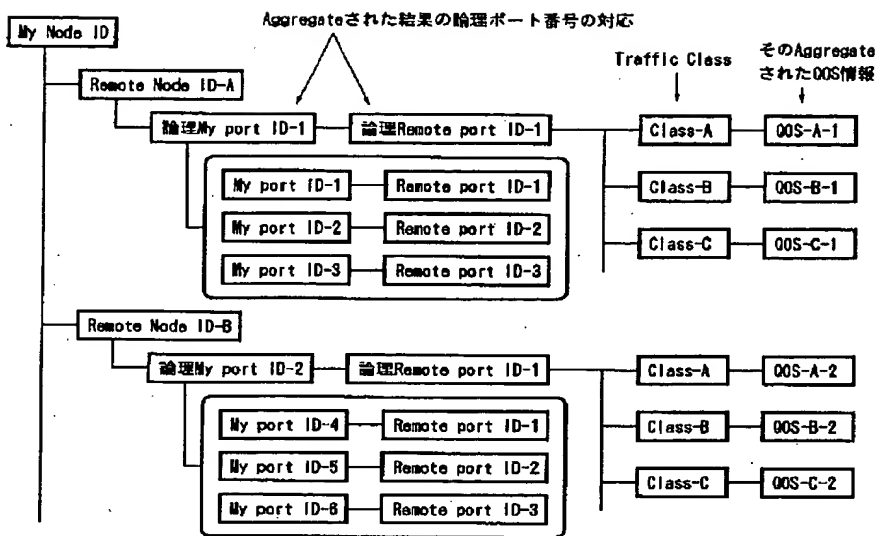 My Node ID
Aggregateされた結果の論理ポート番号の対応
Traffic Class
そのAggregate
されたQOS情報
Remote Node ID-A
論理My port ID-1
論理Remote port ID-1
Class-A
QOS-A-1
My port ID-1
Remote port ID-1
Class-B
QOS-B-1
My port ID-2
Remote port ID-2
Class-C
QOS-C-1
My port ID-3
Remote port ID-3
Remote Node ID-B
論理My port ID-2
論理Remote port ID-1
Class-A
QOS-A-2
My port ID-4
Remote port ID-1
Class-B
QOS-B-2
My port ID-5
Remote port ID-2
Class-C
QOS-C-2
My port ID-6
Remote port ID-3